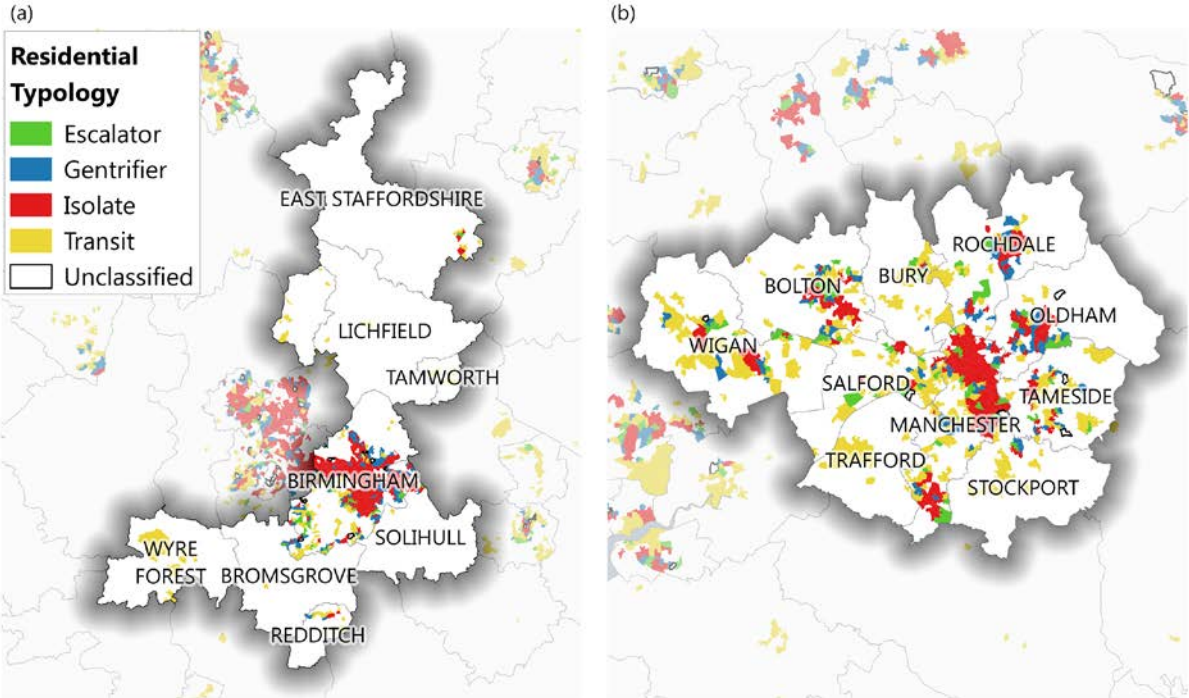 (a)
Residential
Typology
Escalator
Gentrifier
Isolate
Transit
Unclassified
EAST STAFFORDSHIRE
LICHFIELD
TAMWORTH
BIRMINGHAM
SOLIHULL
WYRE
FOREST
BROMSGROVE
REDDITCH
(b)
ROCHDALE
BURY
BOLTON
OLDHAM
WIGAN
SALFORD
TAMESIDE
MANCHESTER
TRAFFORD
STOCKPORT